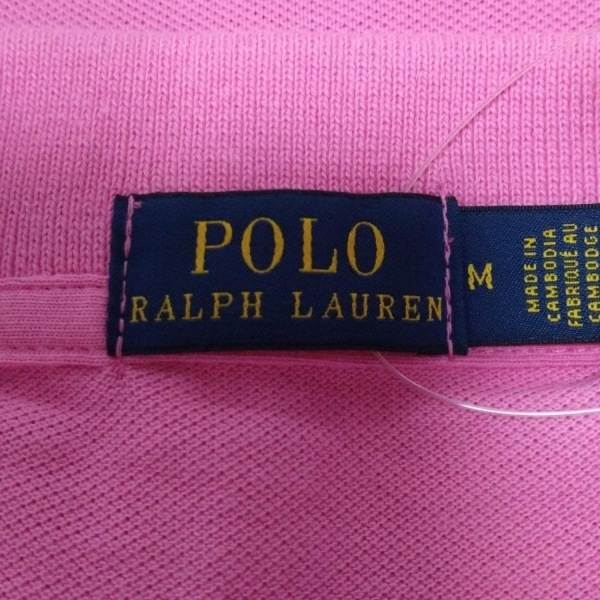 POLO
RALPH LAUREN
M
MADE IN
CAMBODIA
FABRIQUÉ AU
CAMBODGE